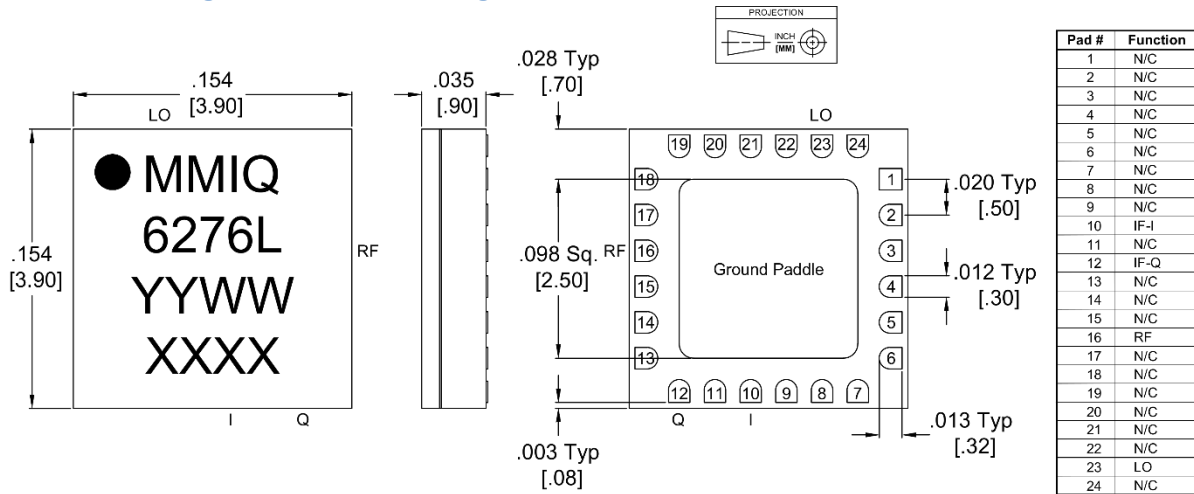 PROJECTION
INCH
[MM]
.154
[3.90]
LO
.154
[3.90]
MMIQ
6276L
YYWW
XXXX
RF
I Q
.035
[.90]
.028 Typ
[.70]
LO
19 20 21 22 23 24
18
17
16
15
14
13
RF
.098 Sq.
[2.50]
Ground Paddle
1
2
3
4
5
6
12 11 10 9 8 7
Q I
.003 Typ
[.08]
.020 Typ
[.50]
.012 Typ
[.30]
.013 Typ
[.32]
Pad # Function
1 N/C
2 N/C
3 N/C
4 N/C
5 N/C
6 N/C
7 N/C
8 N/C
9 N/C
10 IF-I
11 N/C
12 IF-Q
13 N/C
14 N/C
15 N/C
16 RF
17 N/C
18 N/C
19 N/C
20 N/C
21 N/C
22 N/C
23 LO
24 N/C